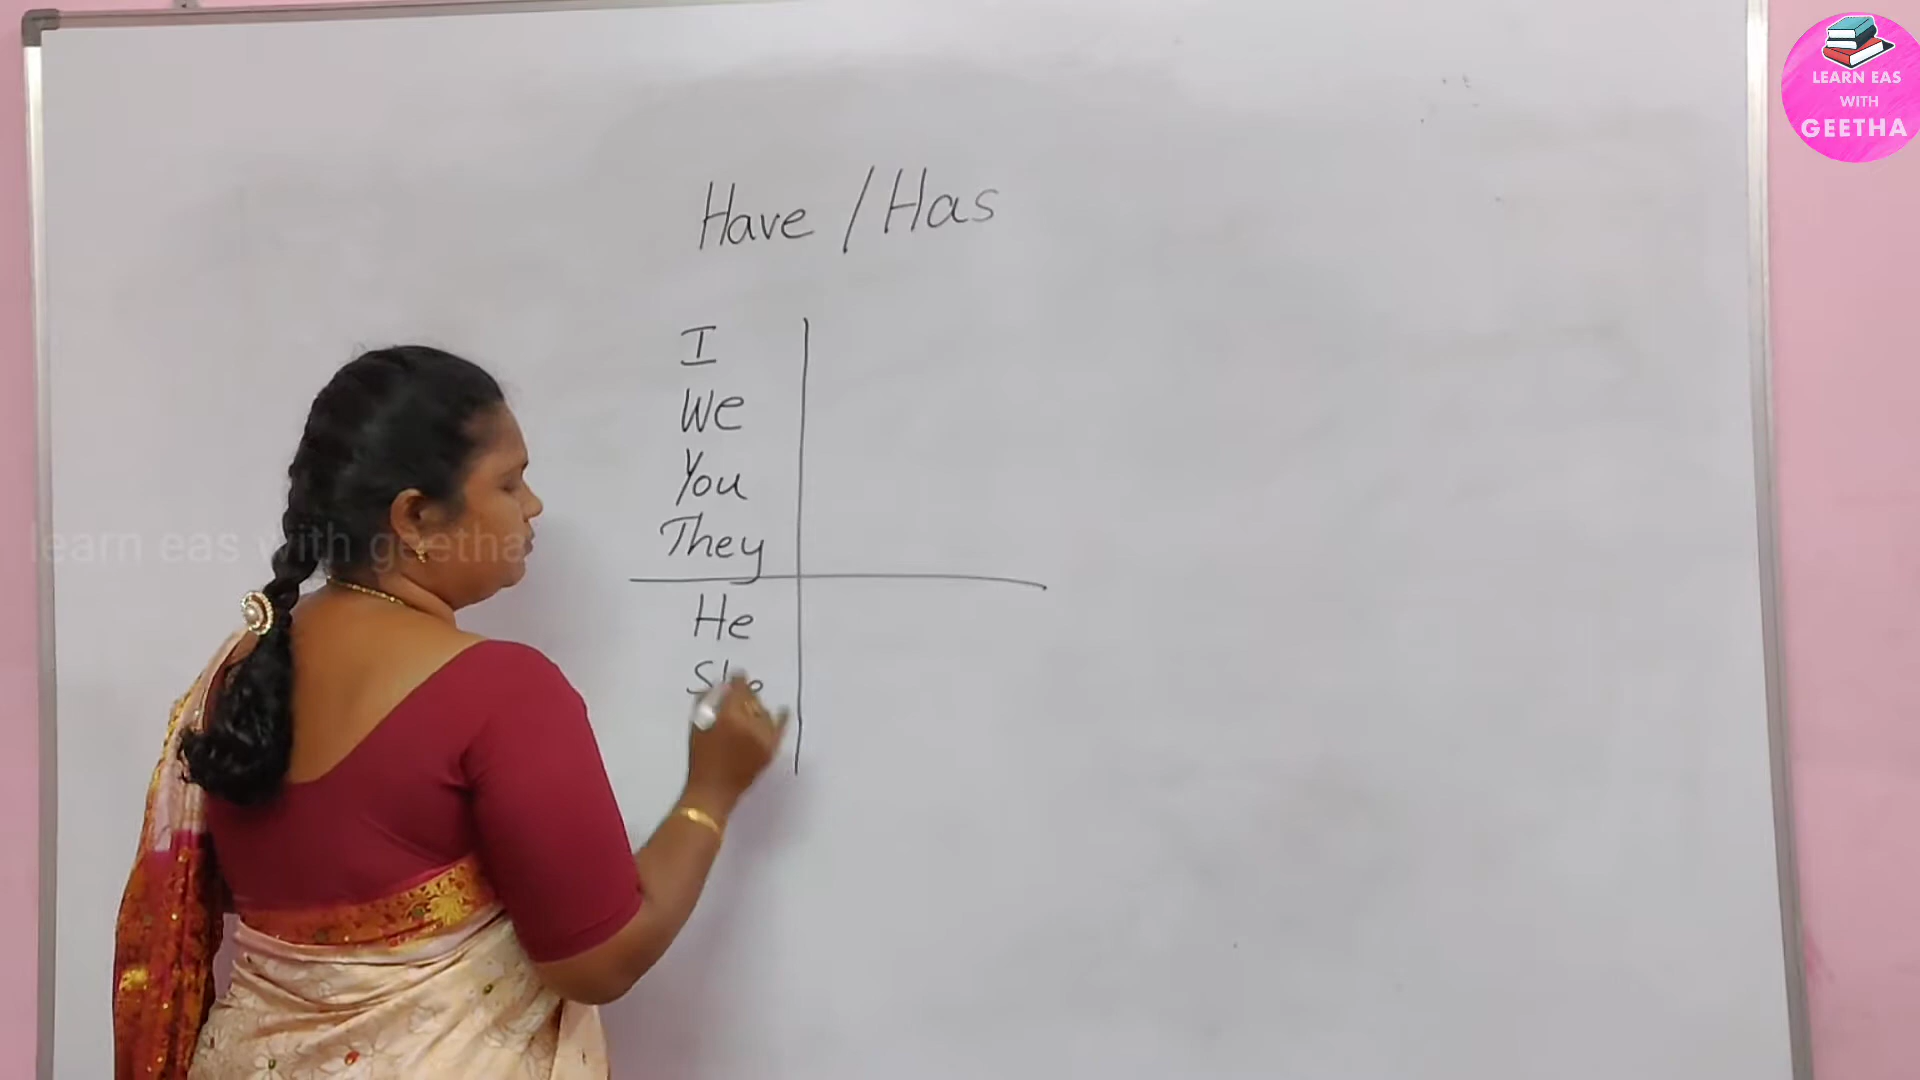 LEARN EAS
WITH
GEETHA
Have / Has
I
We
You
They
learn eas with geetha
He
She